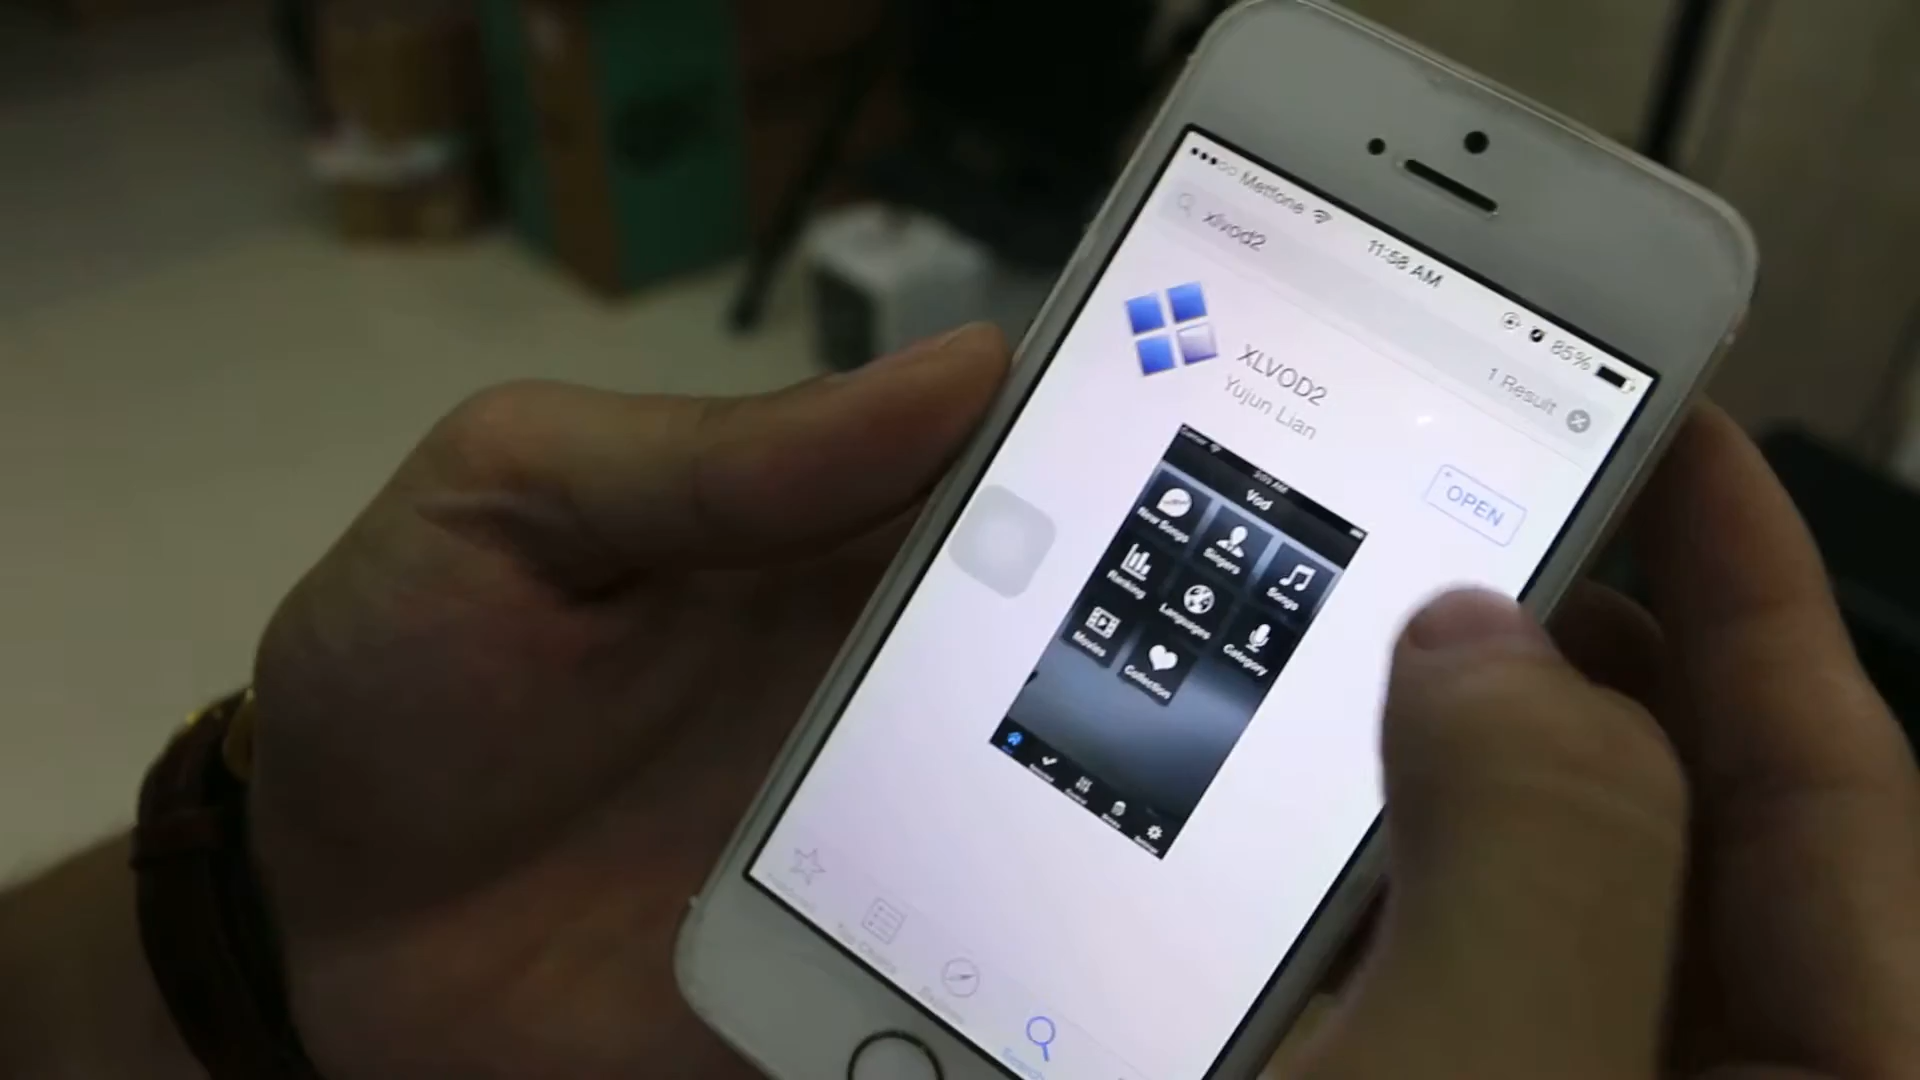 Metfone
11:58 AM
85%
xlvod2
1 Result
XLVOD2
Yujun Lian
OPEN
Vod
New Songs
Singers
Songs
Ranking
Languages
Category
Movies
Collection
Search